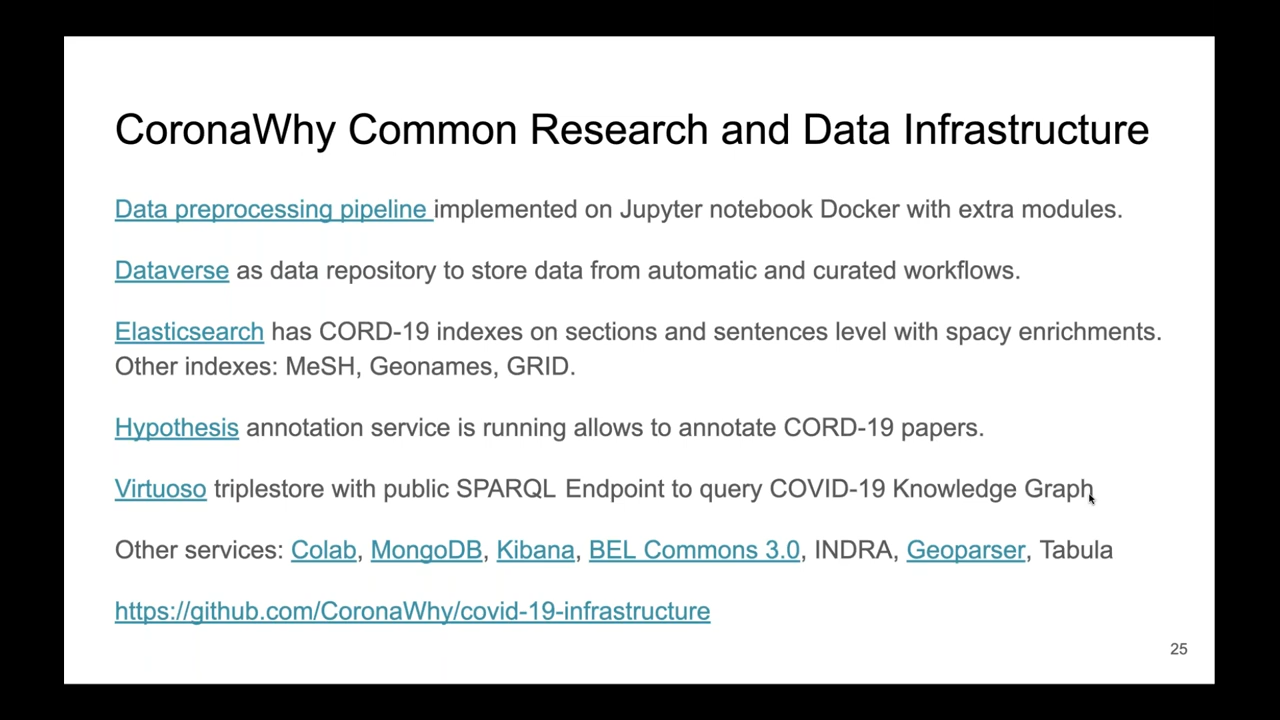 CoronaWhy Common Research and Data Infrastructure
Data preprocessing pipeline implemented on Jupyter notebook Docker with extra modules.
Dataverse as data repository to store data from automatic and curated workflows.
Elasticsearch has CORD-19 indexes on sections and sentences level with spacy enrichments.
Other indexes: MeSH, Geonames, GRID.
Hypothesis annotation service is running allows to annotate CORD-19 papers.
Virtuoso triplestore with public SPARQL Endpoint to query COVID-19 Knowledge Graph
Other services: Colab, MongoDB, Kibana, BEL Commons 3.0, INDRA, Geoparser, Tabula
https://github.com/CoronaWhy/covid-19-infrastructure
25